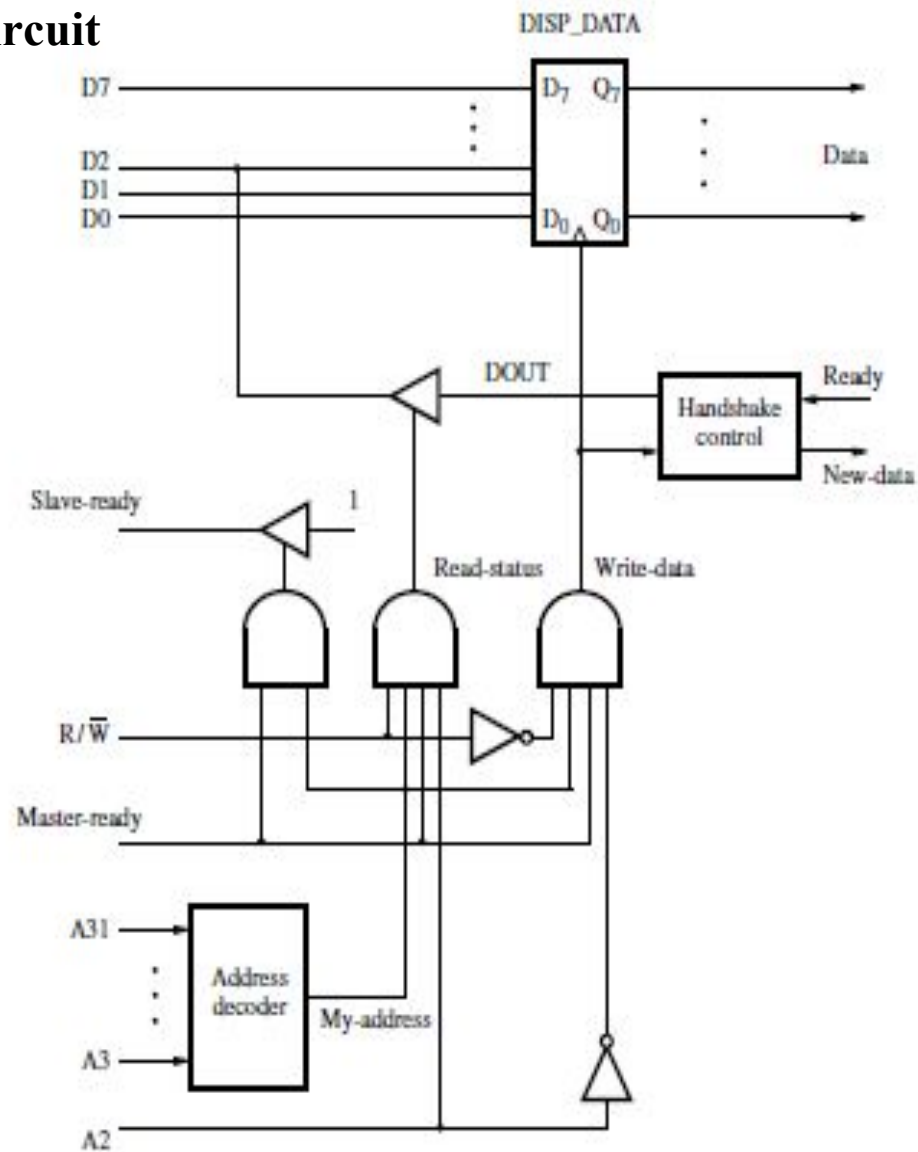 rcuit
DISP_DATA
D7
D7 Q7
D2
Data
D1
D0
D0 Q0
DOUT
Ready
Handshake
control
New-data
Slave-ready
1
Read-status
Write-data
R/W̅
Master-ready
A31
Address
decoder
My-address
A3
A2